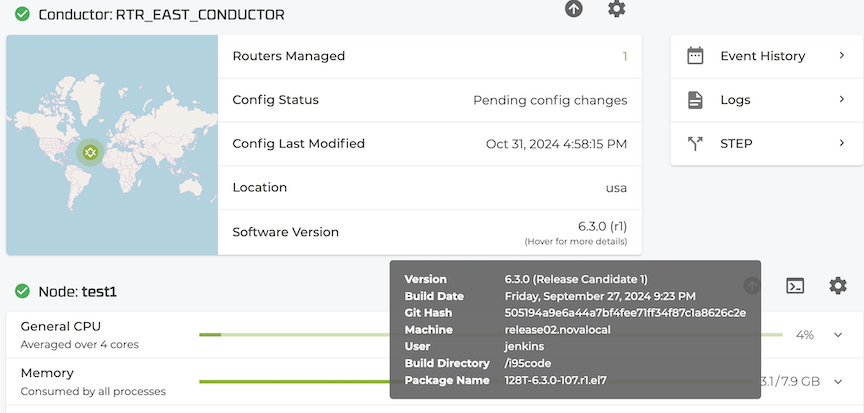 Conductor: RTR_EAST_CONDUCTOR
Routers Managed 1
Config Status Pending config changes
Config Last Modified Oct 31, 2024 4:58:15 PM
Location usa
Software Version 6.3.0 (r1)
(Hover for more details)
Event History
Logs
STEP
Version 6.3.0 (Release Candidate 1)
Build Date Friday, September 27, 2024 9:23 PM
Git Hash 505194a9e6a44a7bf4fee71ff34f87c1a8626c2e
Machine release02.novalocal
User jenkins
Build Directory /i95code
Package Name 128T-6.3.0-107.r1.el7
Node: test1
General CPU 4%
Averaged over 4 cores
Memory 3.1/7.9 GB
Consumed by all processes